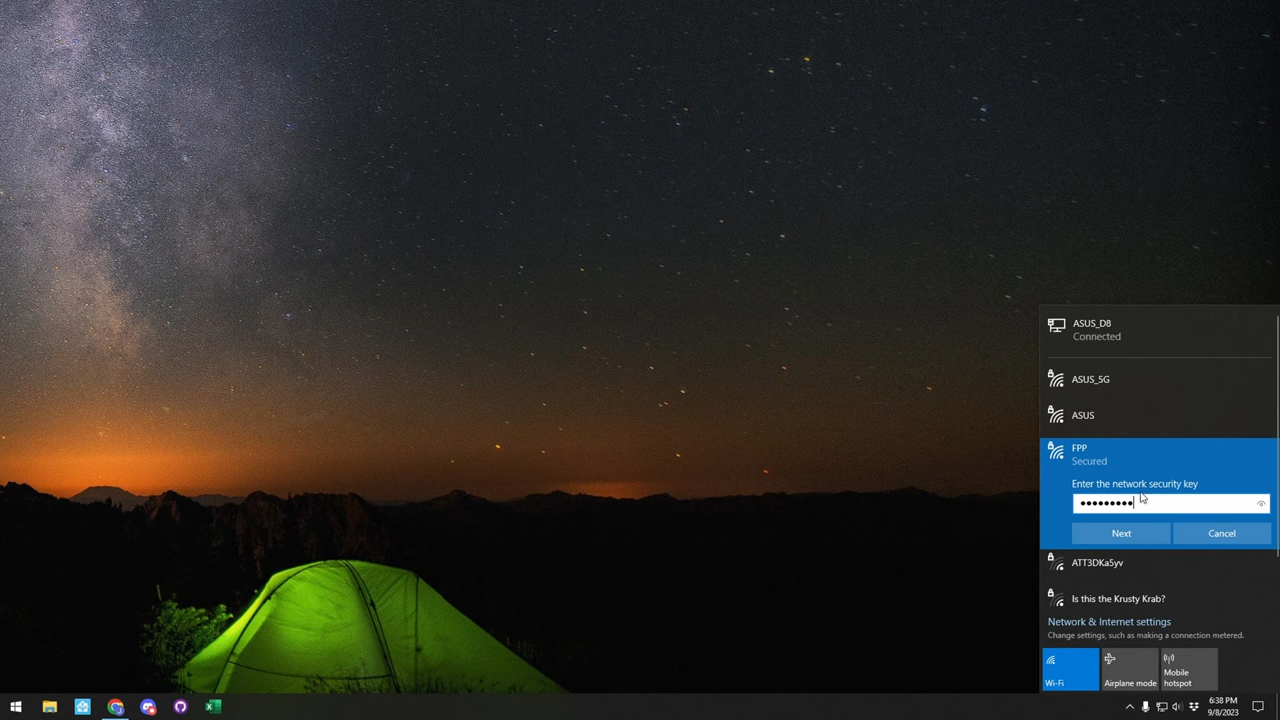 ASUS_D8
Connected
ASUS_5G
ASUS
FPP
Secured
Enter the network security key
•••••••••
Next
Cancel
ATT3DKa5yv
Is this the Krusty Krab?
Network & Internet settings
Change settings, such as making a connection metered.
Wi-Fi
Airplane mode
Mobile
hotspot
6:38 PM
9/8/2023